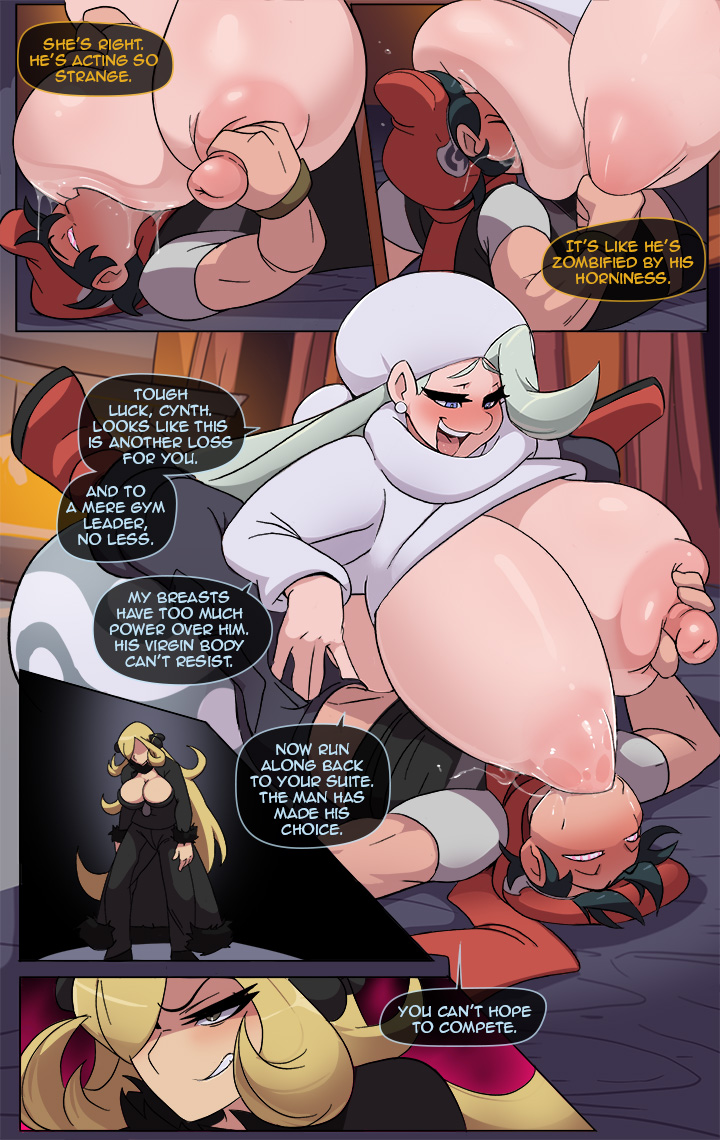 SHE'S RIGHT.
HE'S ACTING SO
STRANGE.
IT'S LIKE HE'S
ZOMBIFIED BY HIS
HORNINESS.
TOUGH
LUCK, CYNTH.
LOOKS LIKE THIS
IS ANOTHER LOSS
FOR YOU.
AND TO
A MERE GYM
LEADER,
NO LESS.
MY BREASTS
HAVE TOO MUCH
POWER OVER HIM.
HIS VIRGIN BODY
CAN'T RESIST.
NOW RUN
ALONG BACK
TO YOUR SUITE.
THE MAN HAS
MADE HIS
CHOICE.
YOU CAN'T HOPE
TO COMPETE.